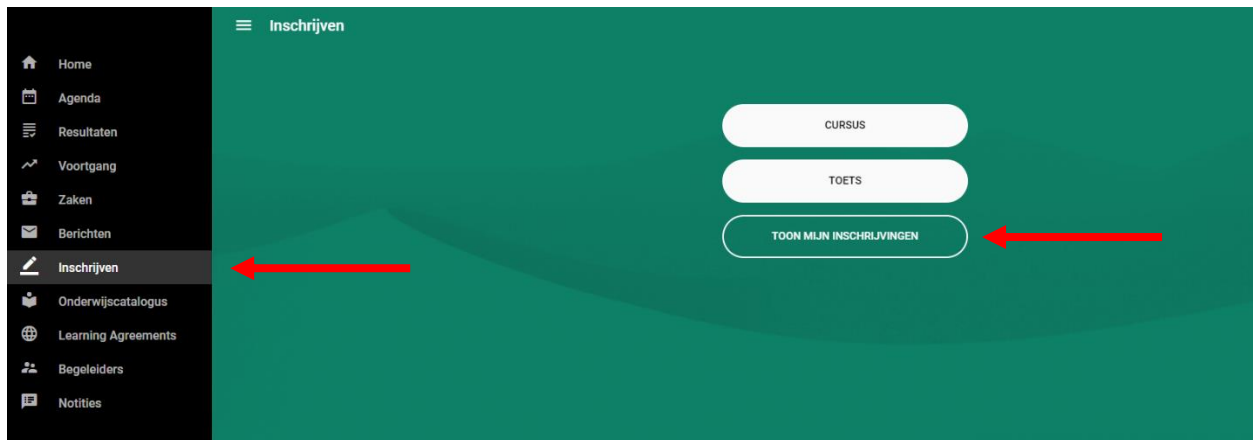 Inschrijven
Home
Agenda
Resultaten
Voortgang
Zaken
Berichten
Inschrijven
Onderwijscatalogus
Learning Agreements
Begeleiders
Notities
CURSUS
TOETS
TOON MIJN INSCHRIJVINGEN